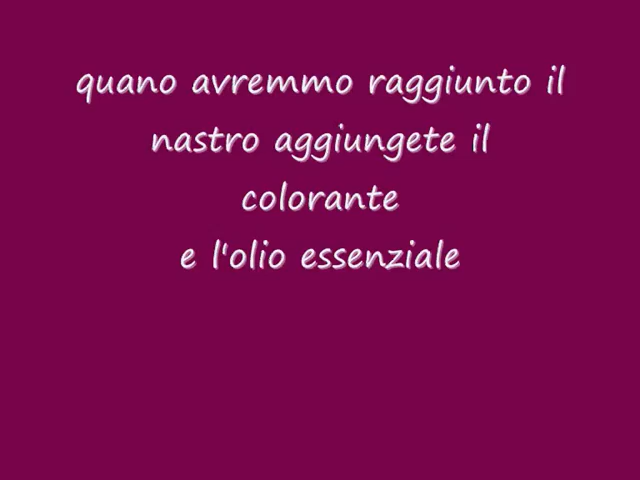 quano avremmo raggiunto il
nastro aggiungete il
colorante
e l'olio essenziale